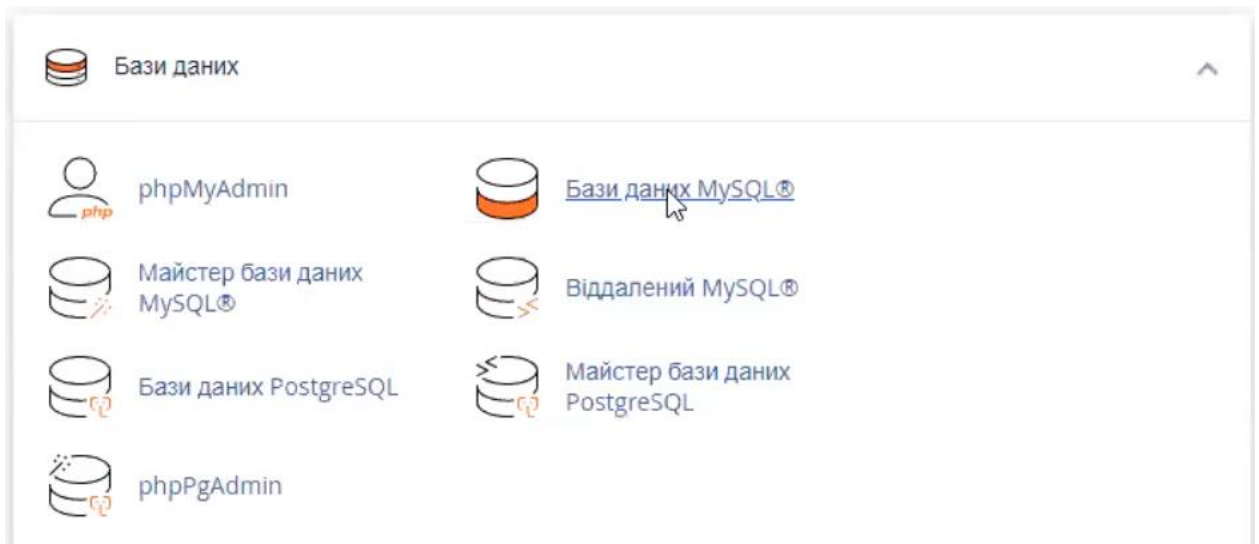 Бази даних
phpMyAdmin
php
Бази даних MySQL®
Майстер бази даних
MySQL®
Віддалений MySQL®
Бази даних PostgreSQL
Майстер бази даних
PostgreSQL
phpPgAdmin